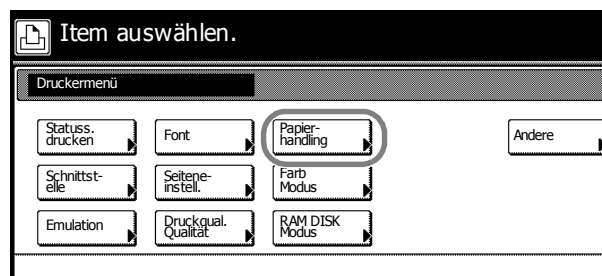 Item auswählen.
Druckermenü
Statuss.
drucken
Font
Papier-
handling
Andere
Schnittst-
elle
Seitene-
instell.
Farb
Modus
Emulation
Druckqual.
Qualität
RAM DISK
Modus